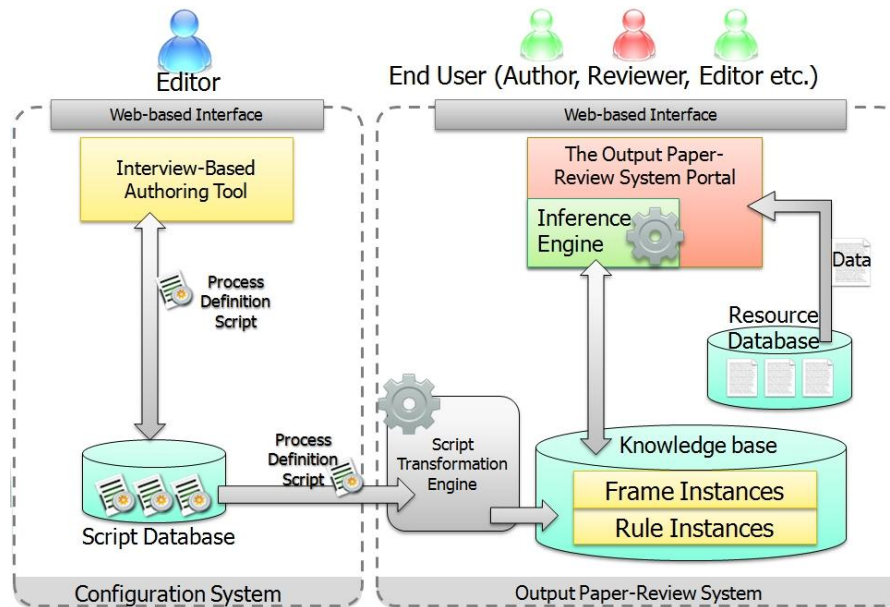 Editor
Web-based Interface
Interview-Based
Authoring Tool
Process
Definition
Script
Script Database
Configuration System
End User (Author, Reviewer, Editor etc.)
Web-based Interface
The Output Paper-
Review System Portal
Inference
Engine
Data
Resource
Database
Process
Definition
Script
Script
Transformation
Engine
Knowledge base
Frame Instances
Rule Instances
Output Paper-Review System